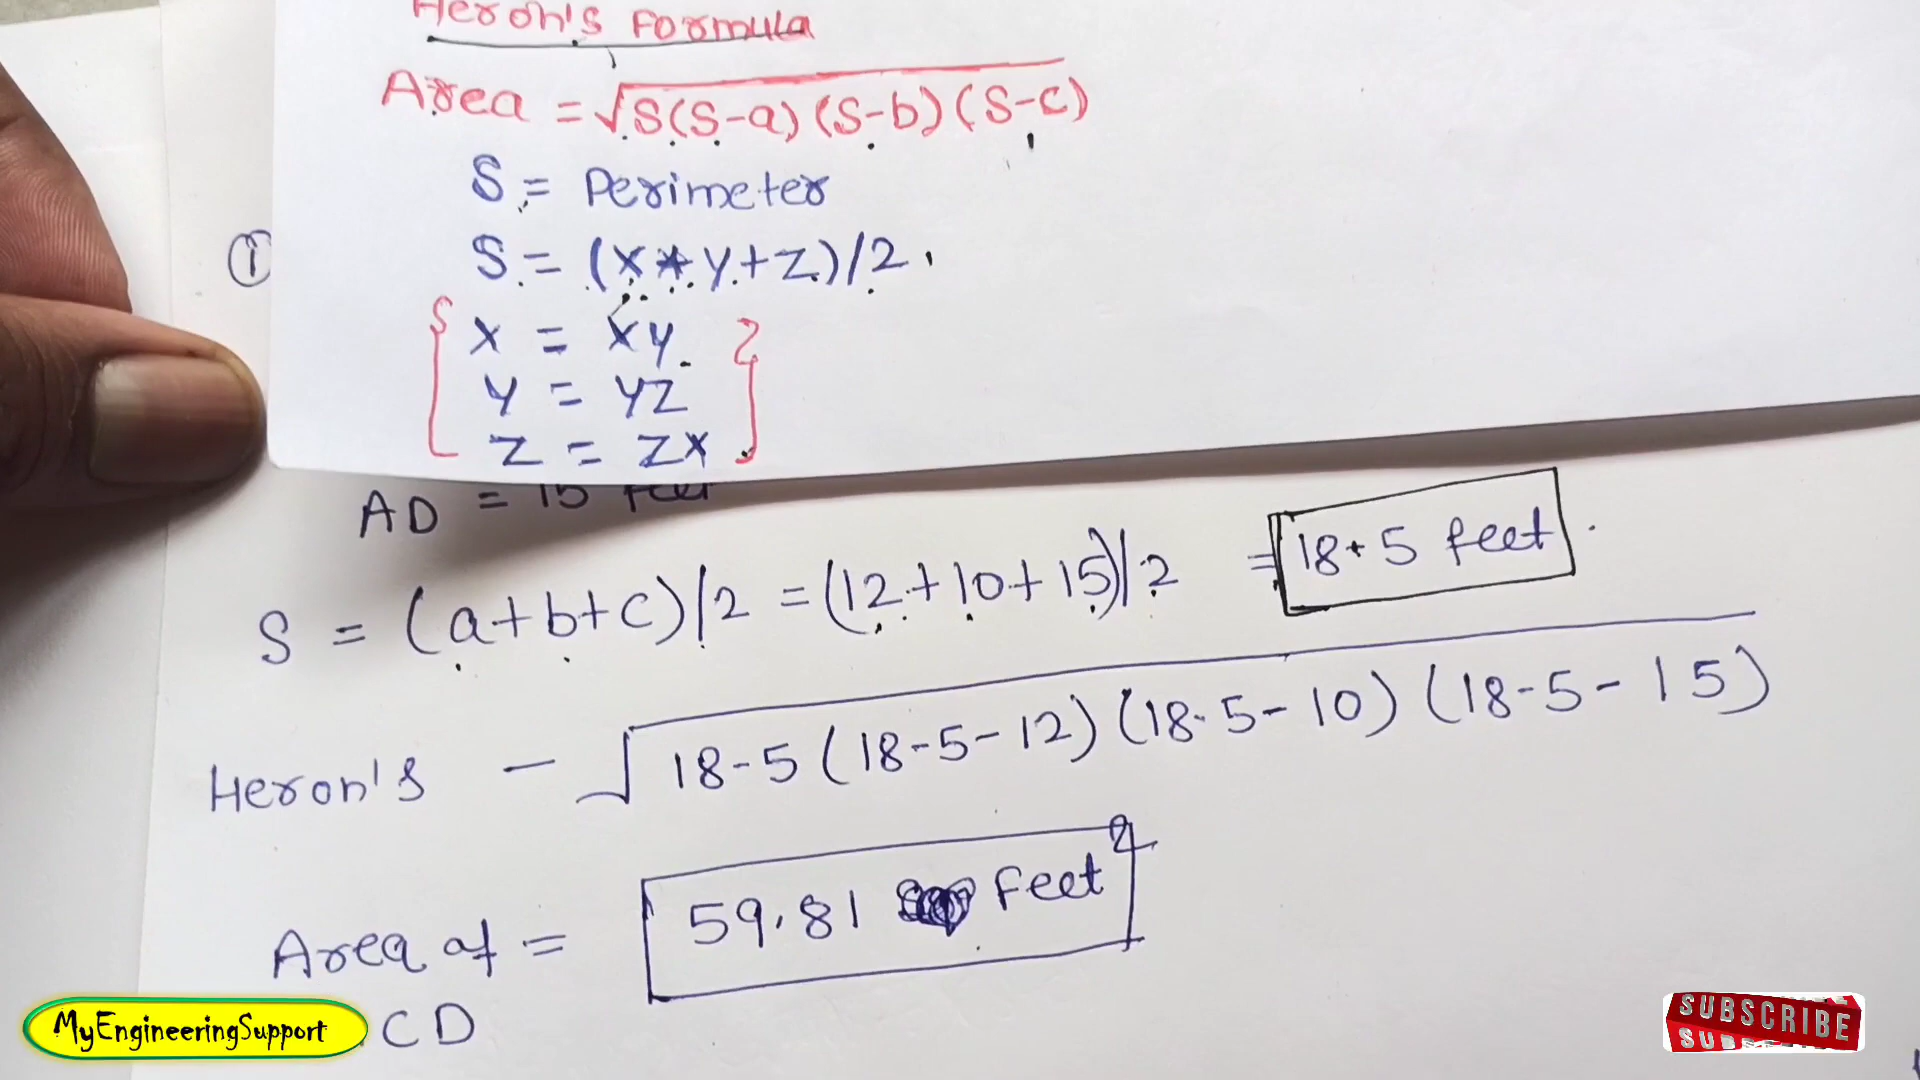 Heron's Formula
Area = √S(S-a)(S-b)(S-c)
S = Perimeter
①
S = (x+y+z)/2.
{ x = xy }
y = yz
z = zx
AD = 15 feet
S = (a+b+c)/2 = (12+10+15)/2 = 18.5 feet
Heron's - √18.5(18.5-12)(18.5-10)(18.5-15)
Area of = 59.81 Feet²
CD
MyEngineeringSupport
SUBSCRIBE